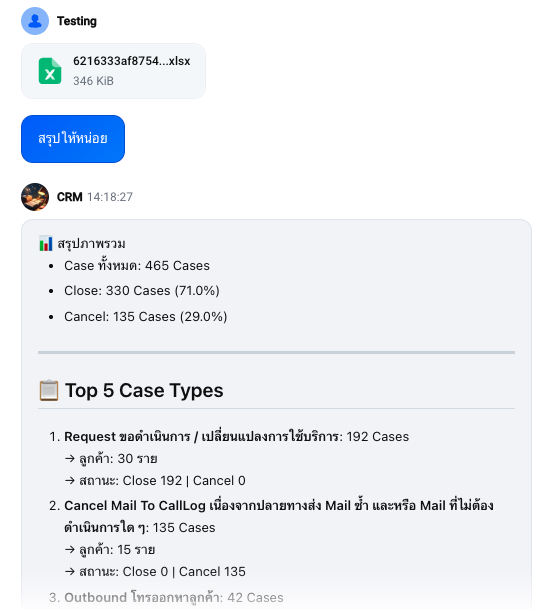 Testing
6216333af8754...xlsx
346 KiB
สรุปให้หน่อย
CRM 14:18:27
📊 สรุปภาพรวม
• Case ทั้งหมด: 465 Cases
• Close: 330 Cases (71.0%)
• Cancel: 135 Cases (29.0%)
📋 Top 5 Case Types
1. Request ขอดำเนินการ / เปลี่ยนแปลงการใช้บริการ: 192 Cases
→ ลูกค้า: 30 ราย
→ สถานะ: Close 192 | Cancel 0
2. Cancel Mail To CallLog เนื่องจากปลายทางส่ง Mail ซ้ำ และหรือ Mail ที่ไม่ต้อง
ดำเนินการใด ๆ: 135 Cases
→ ลูกค้า: 15 ราย
→ สถานะ: Close 0 | Cancel 135
3. Outbound โทรออกหาลูกค้า: 42 Cases